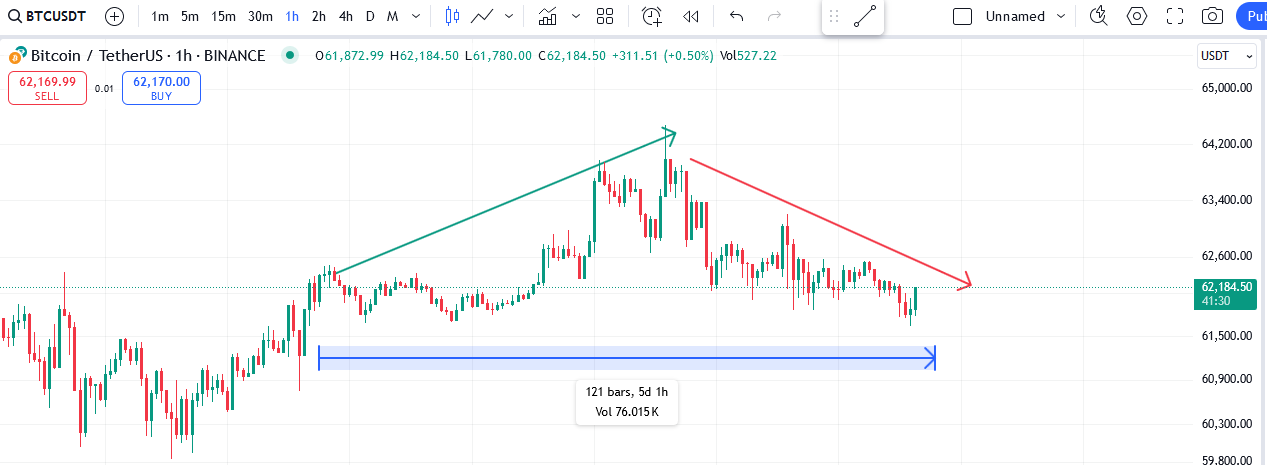 BTCUSDT 1m 5m 15m 30m 1h 2h 4h D M Unnamed
Bitcoin / TetherUS · 1h · BINANCE O61,872.99 H62,184.50 L61,780.00 C62,184.50 +311.51 (+0.50%) Vol527.22 USDT
62,169.99 0.01 62,170.00
SELL BUY
65,000.00
64,200.00
63,400.00
62,600.00
62,184.50
41:30
61,500.00
60,900.00
121 bars, 5d 1h
Vol 76.015K
60,300.00
59,800.00